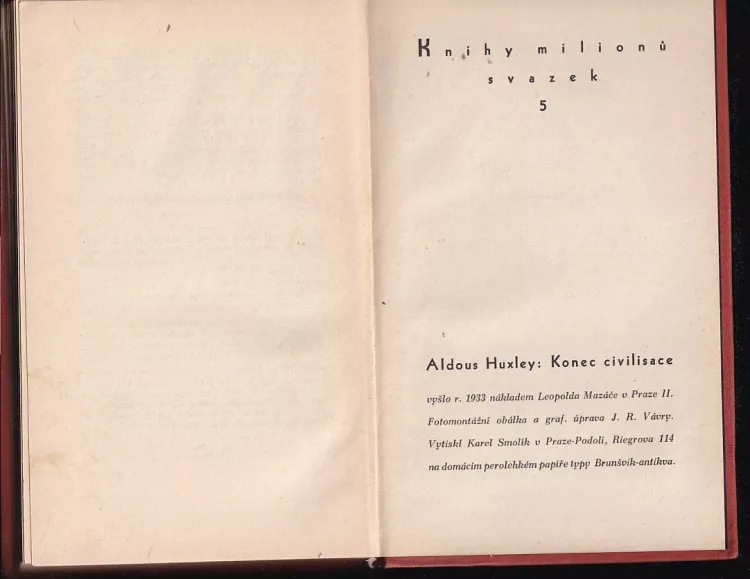 Knihy milionů
svazek
5
Aldous Huxley: Konec civilisace
vyšlo r. 1933 nákladem Leopolda Mazáče v Praze II.
Fotomontážní obálka a graf. úprava J. R. Vávry.
Vytiskl Karel Smolík v Praze-Podolí, Riegrova 114
na domácím perolehkém papíře typy Brunšvik-antikva.